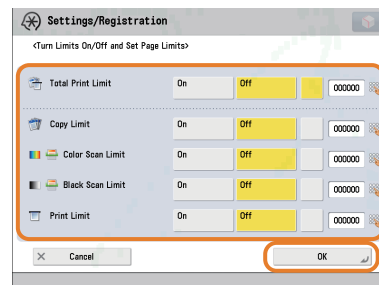 Settings/Registration
<Turn Limits On/Off and Set Page Limits>
Total Print Limit On Off 000000
Copy Limit On Off 000000
Color Scan Limit On Off 000000
Black Scan Limit On Off 000000
Print Limit On Off 000000
Cancel OK